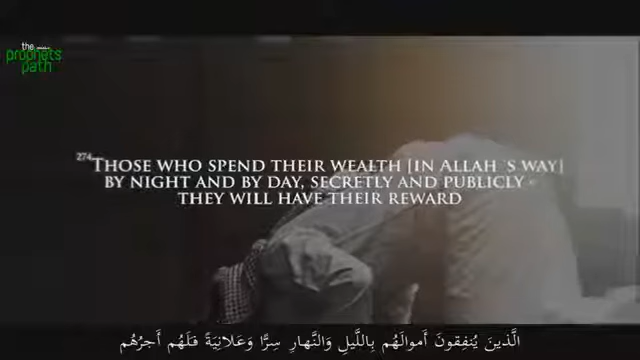 the
prophets
path
274 THOSE WHO SPEND THEIR WEALTH [IN ALLAH`S WAY]
BY NIGHT AND BY DAY, SECRETLY AND PUBLICLY -
THEY WILL HAVE THEIR REWARD
الَّذينَ يُنفِقونَ أَموالَهُم بِاللَّيلِ وَالنَّهارِ سِرًّا وَعَلانِيَةً فَلَهُم أَجرُهُم